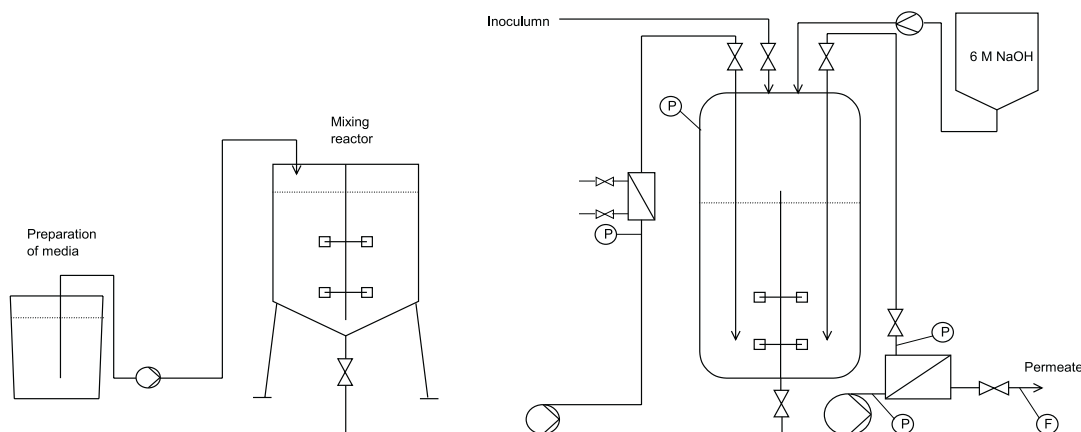 Inoculumn
6 M NaOH
P
Mixing
reactor
P
Preparation
of media
P
P
Permeate
P
F